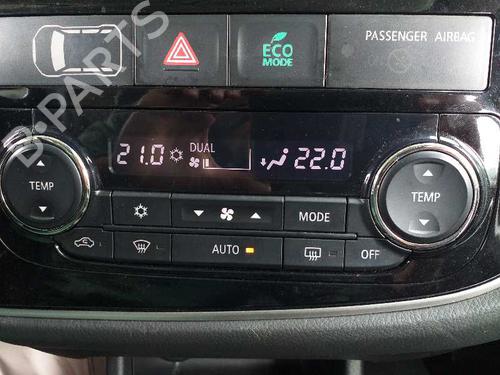 ECO
MODE
PASSENGER AIRBAG
B-PARTS
21.0 DUAL 22.0
TEMP
TEMP
MODE
AUTO
OFF